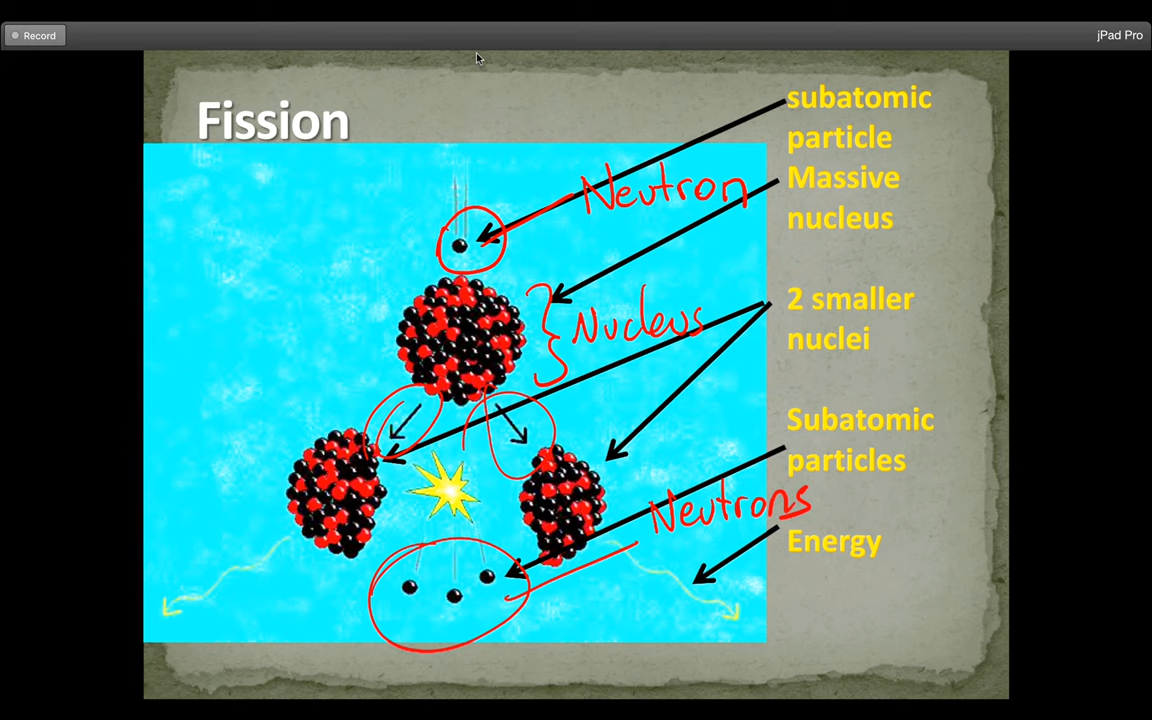 Record
jPad Pro
Fission
subatomic
particle
Neutron
Massive
nucleus
Nucleus
2 smaller
nuclei
Subatomic
particles
Neutrons
Energy